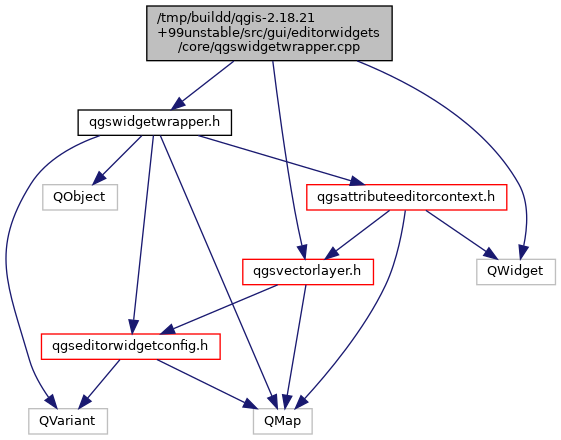 /tmp/buildd/qgis-2.18.21
+99unstable/src/gui/editorwidgets
/core/qgswidgetwrapper.cpp
qgswidgetwrapper.h
QObject
qgsattributeeditorcontext.h
qgsvectorlayer.h
QWidget
qgseditorwidgetconfig.h
QVariant
QMap